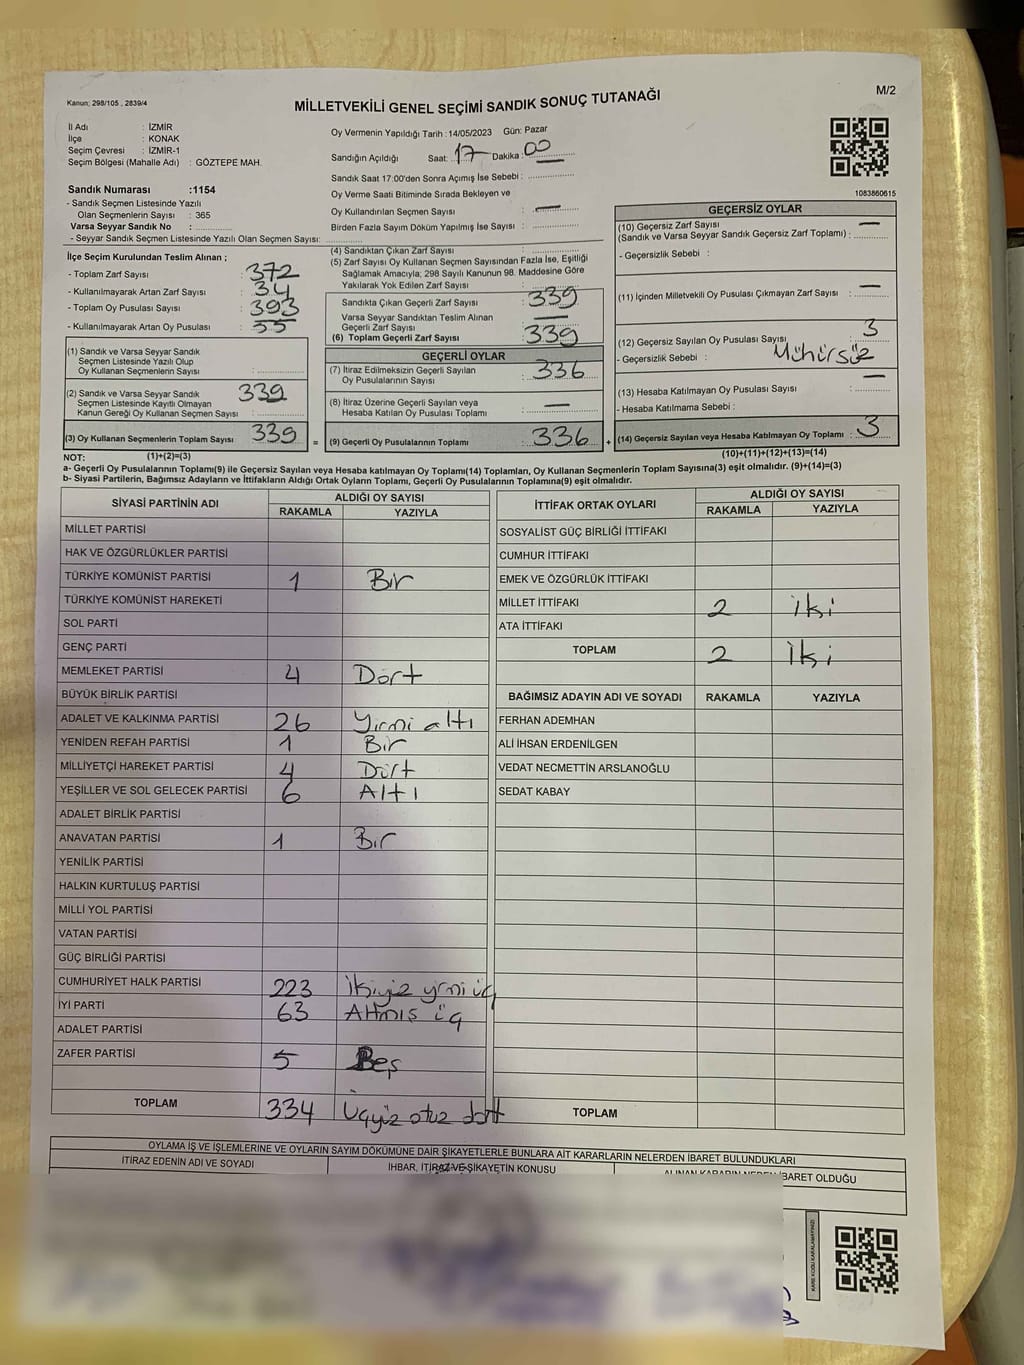 Kanun; 298/105 , 2839/4
MİLLETVEKİLİ GENEL SEÇİMİ SANDIK SONUÇ TUTANAĞI
M/2
İl Adı : İZMİR
İlçe : KONAK
Seçim Çevresi : İZMİR-1
Seçim Bölgesi (Mahalle Adı) : GÖZTEPE MAH.
Sandık Numarası :1154
- Sandık Seçmen Listesinde Yazılı
Olan Seçmenlerin Sayısı : 365
Varsa Seyyar Sandık No :
- Seyyar Sandık Seçmen Listesinde Yazılı Olan Seçmen Sayısı:
Oy Vermenin Yapıldığı Tarih : 14/05/2023 Gün: Pazar
Sandığın Açıldığı Saat: 17 Dakika : 00
Sandık Saat 17:00'den Sonra Açımış İse Sebebi :
Oy Verme Saati Bitiminde Sırada Bekleyen ve
Oy Kullandırılan Seçmen Sayısı : —
Birden Fazla Sayım Döküm Yapılmış İse Sayısı :
1083860615
İlçe Seçim Kurulundan Teslim Alınan ;
- Toplam Zarf Sayısı : 372
- Kullanılmayarak Artan Zarf Sayısı : 34
- Toplam Oy Pusulası Sayısı : 393
- Kullanılmayarak Artan Oy Pusulası : 55
(1) Sandık ve Varsa Seyyar Sandık
Seçmen Listesinde Yazılı Olup
Oy Kullanan Seçmenlerin Sayısı :
(2) Sandık ve Varsa Seyyar Sandık
Seçmen Listesinde Kayıtlı Olmayan
Kanun Gereği Oy Kullanan Seçmen Sayısı : 339
(3) Oy Kullanan Seçmenlerin Toplam Sayısı : 339
(4) Sandıktan Çıkan Zarf Sayısı :
(5) Zarf Sayısı Oy Kullanan Seçmen Sayısından Fazla İse, Eşitliği
Sağlamak Amacıyla; 298 Sayılı Kanunun 98. Maddesine Göre
Yakılarak Yok Edilen Zarf Sayısı :
Sandıkta Çıkan Geçerli Zarf Sayısı : 339
Varsa Seyyar Sandıktan Teslim Alınan
Geçerli Zarf Sayısı : —
(6) Toplam Geçerli Zarf Sayısı : 339
GEÇERLİ OYLAR
(7) İtiraz Edilmeksizin Geçerli Sayılan
Oy Pusulalarının Sayısı : 336
(8) İtiraz Üzerine Geçerli Sayılan veya
Hesaba Katılan Oy Pusulası Toplamı : —
= (9) Geçerli Oy Pusulalarının Toplamı : 336 +
GEÇERSİZ OYLAR
(10) Geçersiz Zarf Sayısı
(Sandık ve Varsa Seyyar Sandık Geçersiz Zarf Toplamı) : —
- Geçersizlik Sebebi :
(11) İçinden Milletvekili Oy Pusulası Çıkmayan Zarf Sayısı : —
(12) Geçersiz Sayılan Oy Pusulası Sayısı : 3
- Geçersizlik Sebebi : Mühürsüz
(13) Hesaba Katılmayan Oy Pusulası Sayısı : —
- Hesaba Katılmama Sebebi :
(14) Geçersiz Sayılan veya Hesaba Katılmayan Oy Toplamı : 3
NOT: (1)+(2)=(3)
(10)+(11)+(12)+(13)=(14)
a- Geçerli Oy Pusulalarının Toplamı(9) ile Geçersiz Sayılan veya Hesaba katılmayan Oy Toplamı(14) Toplamları, Oy Kullanan Seçmenlerin Toplam Sayısına(3) eşit olmalıdır. (9)+(14)=(3)
b- Siyasi Partilerin, Bağımsız Adayların ve İttifakların Aldığı Ortak Oyların Toplamı, Geçerli Oy Pusulalarının Toplamına(9) eşit olmalıdır.
SİYASİ PARTİNİN ADI
ALDIĞI OY SAYISI
RAKAMLA YAZIYLA
MİLLET PARTİSİ
HAK VE ÖZGÜRLÜKLER PARTİSİ
TÜRKİYE KOMÜNİST PARTİSİ 1 Bir
TÜRKİYE KOMÜNİST HAREKETİ
SOL PARTİ
GENÇ PARTİ
MEMLEKET PARTİSİ 4 Dört
BÜYÜK BİRLİK PARTİSİ
ADALET VE KALKINMA PARTİSİ 26 Yirmi altı
YENİDEN REFAH PARTİSİ 1 Bir
MİLLİYETÇİ HAREKET PARTİSİ 4 Dört
YEŞİLLER VE SOL GELECEK PARTİSİ 6 Altı
ADALET BİRLİK PARTİSİ
ANAVATAN PARTİSİ 1 Bir
YENİLİK PARTİSİ
HALKIN KURTULUŞ PARTİSİ
MİLLİ YOL PARTİSİ
VATAN PARTİSİ
GÜÇ BİRLİĞİ PARTİSİ
CUMHURİYET HALK PARTİSİ 223 İkiyüz yrmi üç
İYİ PARTİ 63 Altmış üç
ADALET PARTİSİ
ZAFER PARTİSİ 5 Beş
TOPLAM 334 Üçyüz otuz dört
İTTİFAK ORTAK OYLARI
ALDIĞI OY SAYISI
RAKAMLA YAZIYLA
SOSYALİST GÜÇ BİRLİĞİ İTTİFAKI
CUMHUR İTTİFAKI
EMEK VE ÖZGÜRLÜK İTTİFAKI
MİLLET İTTİFAKI 2 iki
ATA İTTİFAKI
TOPLAM 2 İki
BAĞIMSIZ ADAYIN ADI VE SOYADI RAKAMLA YAZIYLA
FERHAN ADEMHAN
ALİ İHSAN ERDENİLGEN
VEDAT NECMETTİN ARSLANOĞLU
SEDAT KABAY
TOPLAM
OYLAMA İŞ VE İŞLEMLERİNE VE OYLARIN SAYIM DÖKÜMÜNE DAİR ŞİKAYETLERLE BUNLARA AİT KARARLARIN NELERDEN İBARET BULUNDUKLARI
İTİRAZ EDENİN ADI VE SOYADI
İHBAR, İTİRAZ VE ŞİKAYETİN KONUSU
ALINAN KARARIN NEDEN İBARET OLDUĞU
KARE KODU KARALAMAYINIZ!